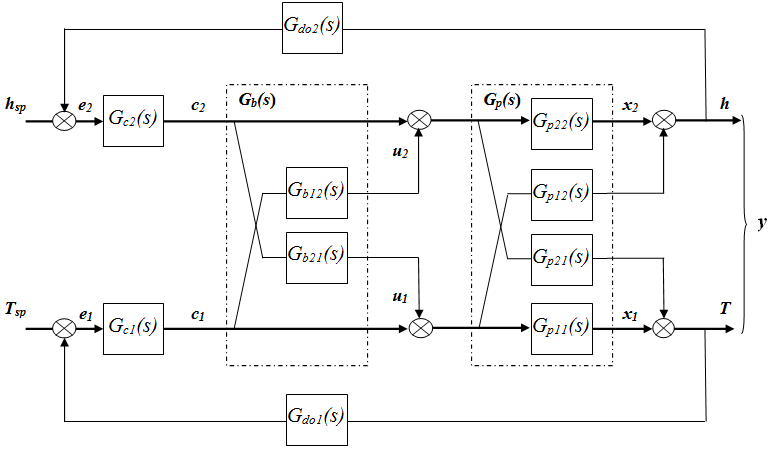 Gdo2(s)
hsp e2 Gc2(s) c2 Gb(s) Gp(s) Gp22(s) x2 h
u2
Gb12(s) Gp12(s)
y
Gb21(s) Gp21(s)
u1
Tsp e1 Gc1(s) c1 Gp11(s) x1 T
Gdo1(s)